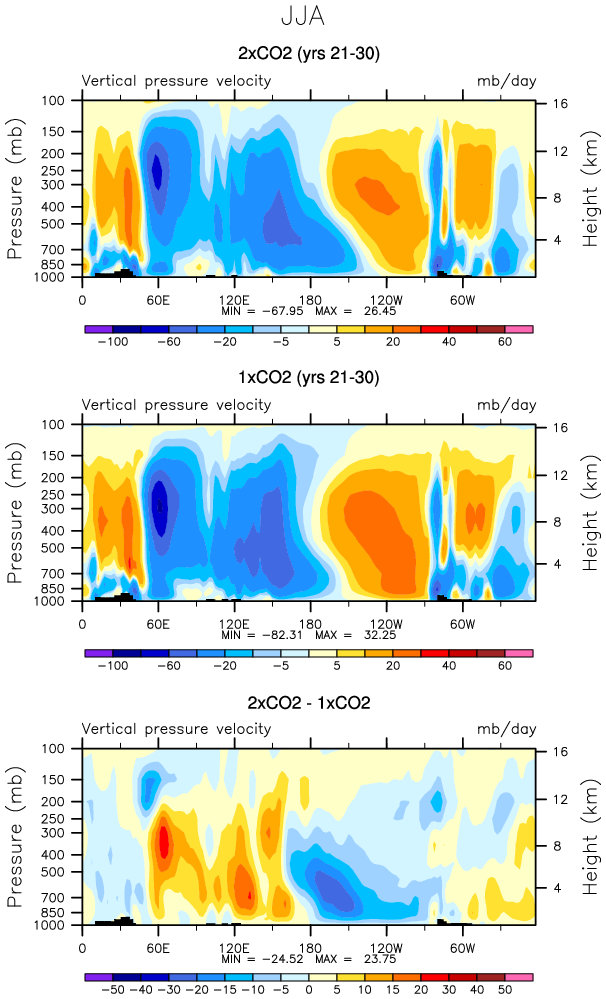 JJA
2xCO2 (yrs 21-30)
Vertical pressure velocity mb/day
100 150 200 250 300 400 500 700 850 1000
Pressure (mb)
16 12 8 4
Height (km)
0 60E 120E 180 120W 60W
MIN = -67.95 MAX = 26.45
-100 -60 -20 -5 5 10 20 40 60
1xCO2 (yrs 21-30)
Vertical pressure velocity mb/day
100 150 200 250 300 400 500 700 850 1000
Pressure (mb)
16 12 8 4
Height (km)
0 60E 120E 180 120W 60W
MIN = -82.31 MAX = 32.25
-100 -60 -20 -5 5 10 20 40 60
2xCO2 - 1xCO2
Vertical pressure velocity mb/day
100 150 200 250 300 400 500 700 850 1000
Pressure (mb)
16 12 8 4
Height (km)
0 60E 120E 180 120W 60W
MIN = -24.52 MAX = 23.75
-50 -40 -30 -20 -15 -10 -5 0 5 10 15 20 30 40 50